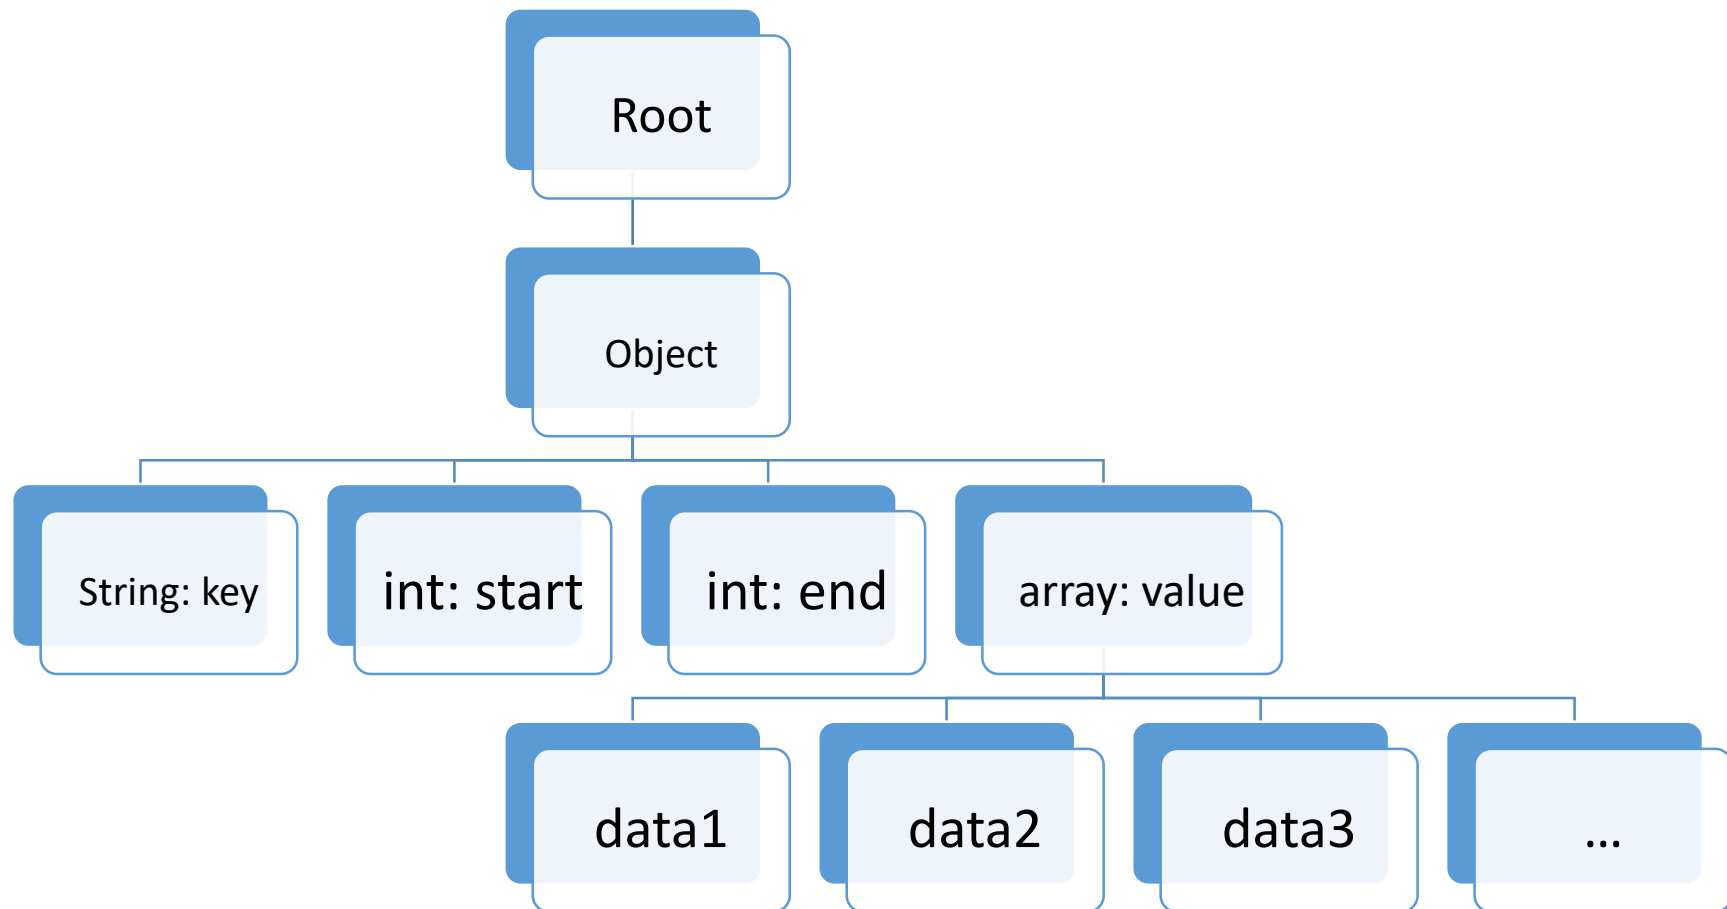 Root
Object
String: key
int: start
int: end
array: value
data1
data2
data3
...